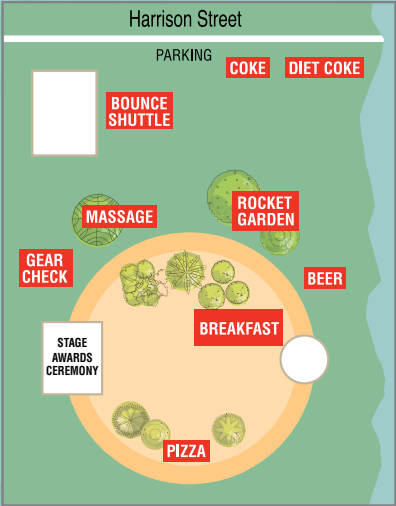 Harrison Street
PARKING
COKE
DIET COKE
BOUNCE
SHUTTLE
MASSAGE
ROCKET
GARDEN
GEAR
CHECK
BEER
BREAKFAST
STAGE
AWARDS
CEREMONY
PIZZA